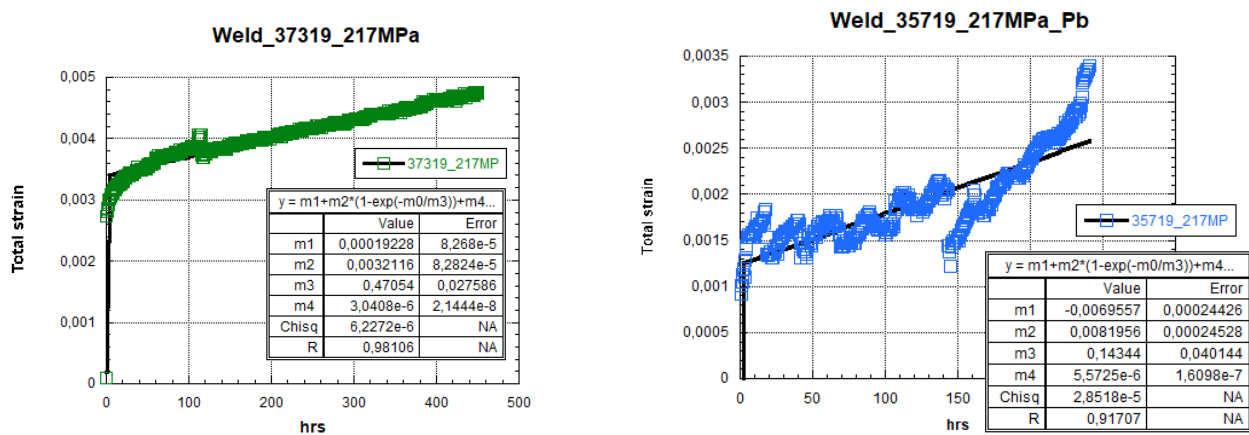 Weld_37319_217MPa
0,005
0,004
0,003
0,002
0,001
0
Total strain
37319_217MP
y = m1+m2*(1-exp(-m0/m3))+m4...
Value Error
m1 0,00019228 8,268e-5
m2 0,0032116 8,2824e-5
m3 0,47054 0,027586
m4 3,0408e-6 2,1444e-8
Chisq 6,2272e-6 NA
R 0,98106 NA
0 100 200 300 400 500
hrs
Weld_35719_217MPa_Pb
0,0035
0,003
0,0025
0,002
0,0015
0,001
0,0005
0
Total strain
35719_217MP
y = m1+m2*(1-exp(-m0/m3))+m4...
Value Error
m1 -0,0069557 0,00024426
m2 0,0081956 0,00024528
m3 0,14344 0,040144
m4 5,5725e-6 1,6098e-7
Chisq 2,8518e-5 NA
R 0,91707 NA
0 50 100 150
hrs